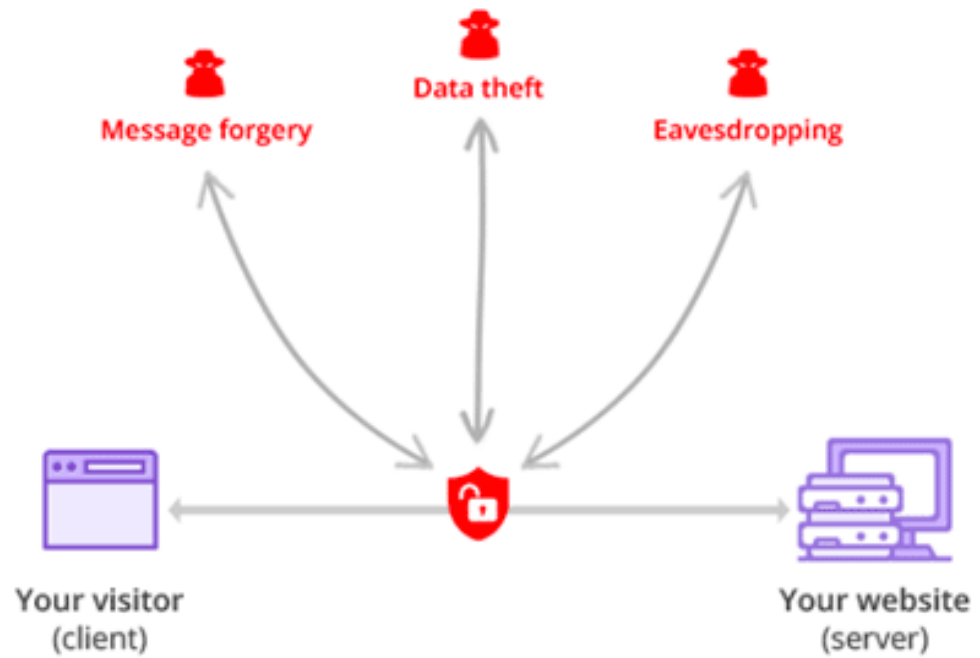 Data theft
Message forgery
Eavesdropping
Your visitor
(client)
Your website
(server)